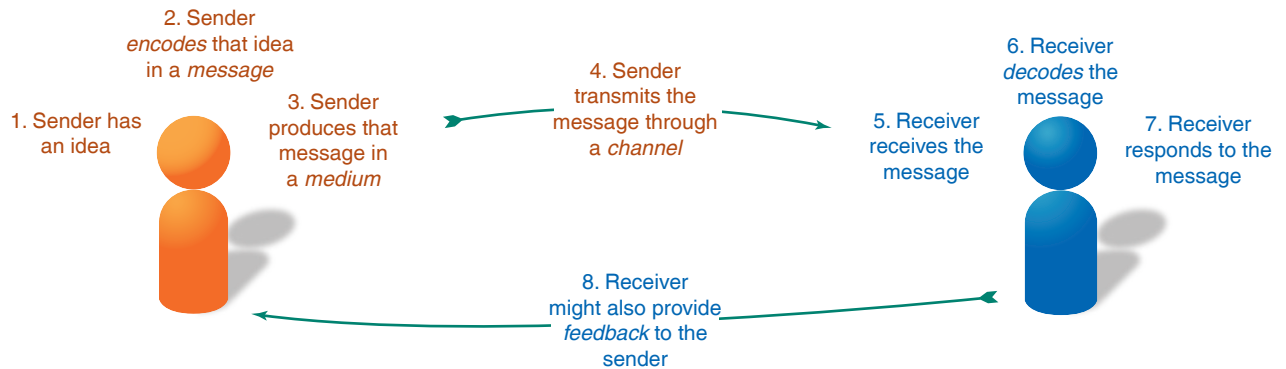 1. Sender has
an idea
2. Sender
encodes that idea
in a message
3. Sender
produces that
message in
a medium
4. Sender
transmits the
message through
a channel
5. Receiver
receives the
message
6. Receiver
decodes the
message
7. Receiver
responds to the
message
8. Receiver
might also provide
feedback to the
sender